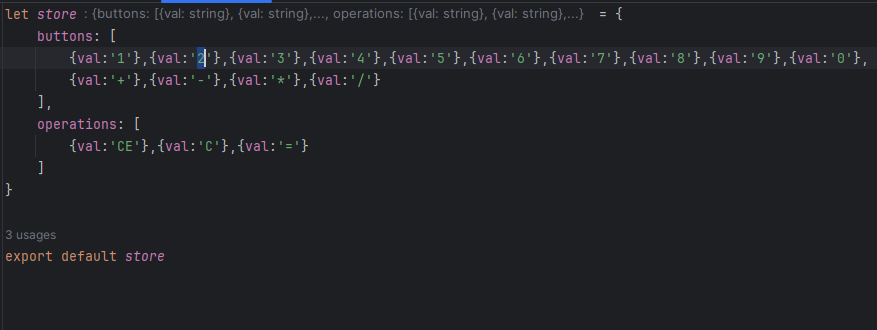 let store : {buttons: [{val: string}, {val: string},..., operations: [{val: string}, {val: string},...}  = {
    buttons: [
        {val:'1'},{val:'2'},{val:'3'},{val:'4'},{val:'5'},{val:'6'},{val:'7'},{val:'8'},{val:'9'},{val:'0'},
        {val:'+'},{val:'-'},{val:'*'},{val:'/'}
    ],
    operations: [
        {val:'CE'},{val:'C'},{val:'='}
    ]
}
3 usages
export default store